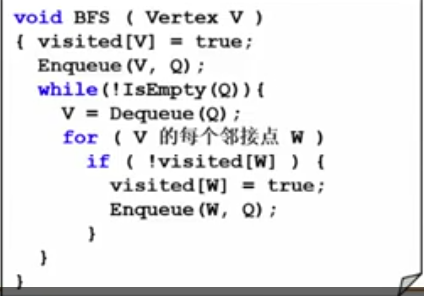 void BFS ( Vertex V )
{ visited[V] = true;
Enqueue(V, Q);
while(!IsEmpty(Q)){
V = Dequeue(Q);
for ( V 的每个邻接点 W )
if ( !visited[W] ) {
visited[W] = true;
Enqueue(W, Q);
}
}
}